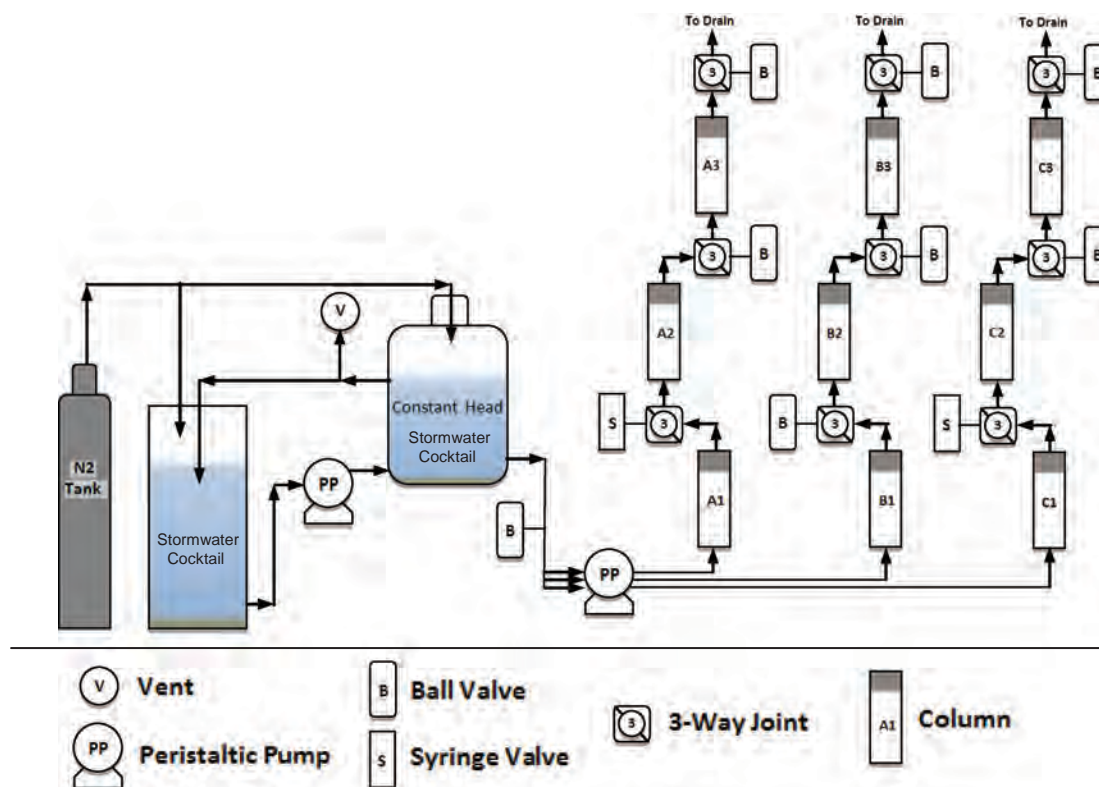 To Drain To Drain To Drain
3 B 3 B 3 B
A3 B3 C3
3 B 3 B 3 B
V
A2 B2 C2
Constant Head
Stormwater
Cocktail
S 3 B 3 S 3
N2
Tank
PP
Stormwater
Cocktail
A1 B1 C1
B
PP
V Vent
B Ball Valve
3 3-Way Joint
A1 Column
PP Peristaltic Pump
S Syringe Valve